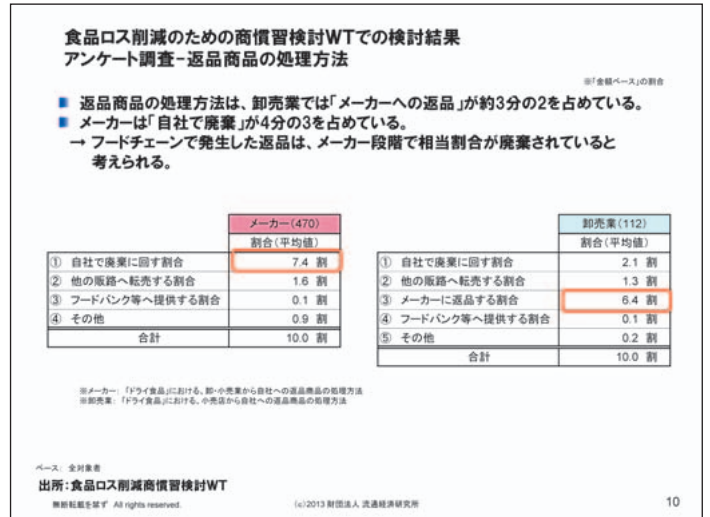 食品ロス削減のための商慣習検討WTでの検討結果
アンケート調査−返品商品の処理方法
※「金額ベース」の割合
返品商品の処理方法は、卸売業では「メーカーへの返品」が約3分の2を占めている。
メーカーは「自社で廃棄」が4分の3を占めている。
→ フードチェーンで発生した返品は、メーカー段階で相当割合が廃棄されていると
考えられる。
メーカー(470)
割合(平均値)
① 自社で廃棄に回す割合 7.4 割
② 他の販路へ転売する割合 1.6 割
③ フードバンク等へ提供する割合 0.1 割
④ その他 0.9 割
合計 10.0 割
卸売業(112)
割合(平均値)
① 自社で廃棄に回す割合 2.1 割
② 他の販路へ転売する割合 1.3 割
③ メーカーに返品する割合 6.4 割
④ フードバンク等へ提供する割合 0.1 割
⑤ その他 0.2 割
合計 10.0 割
※メーカー: 「ドライ食品」における、卸・小売業から自社への返品商品の処理方法
※卸売業: 「ドライ食品」における、小売店から自社への返品商品の処理方法
ベース: 全対象者
出所:食品ロス削減商慣習検討WT
無断転載を禁ず All rights reserved.
(c)2013 財団法人 流通経済研究所
10